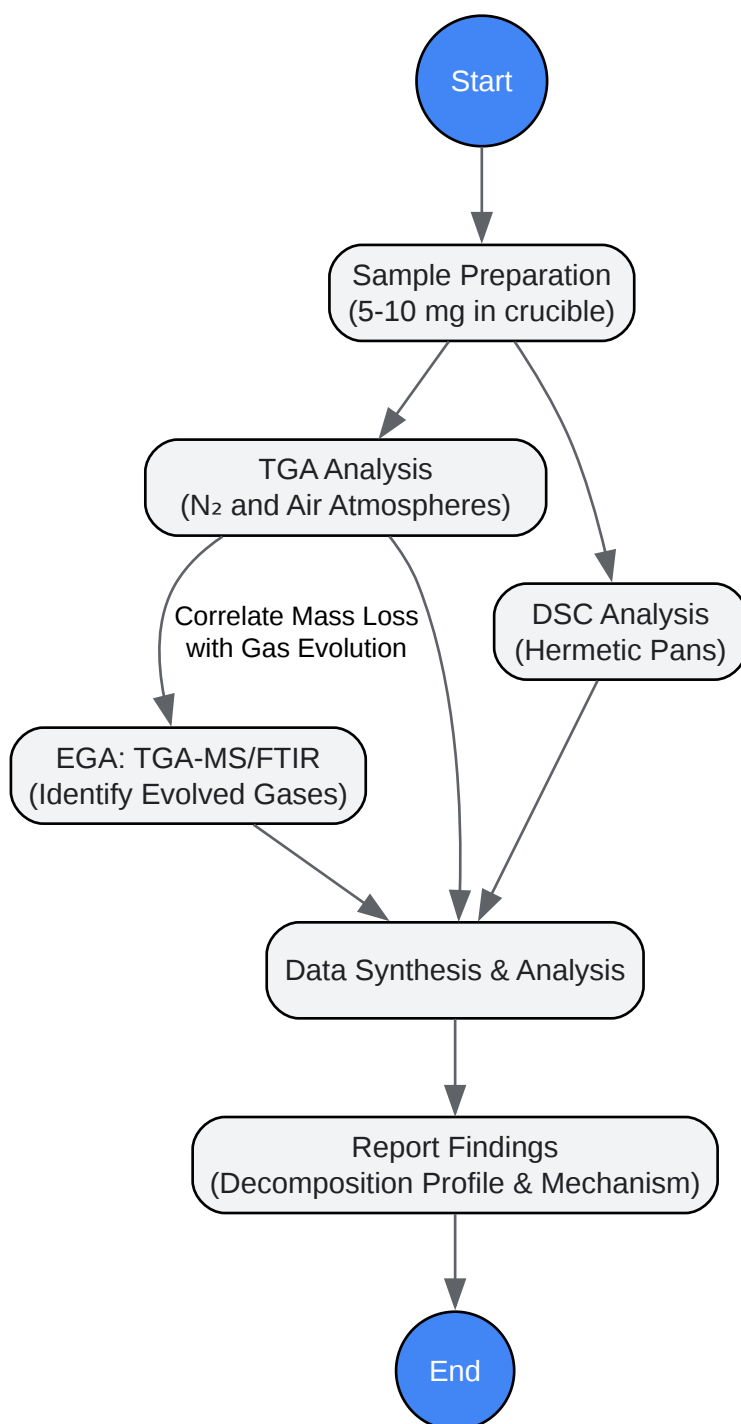 Start
Sample Preparation
(5-10 mg in crucible)
TGA Analysis
(N₂ and Air Atmospheres)
Correlate Mass Loss
with Gas Evolution
DSC Analysis
(Hermetic Pans)
EGA: TGA-MS/FTIR
(Identify Evolved Gases)
Data Synthesis & Analysis
Report Findings
(Decomposition Profile & Mechanism)
End